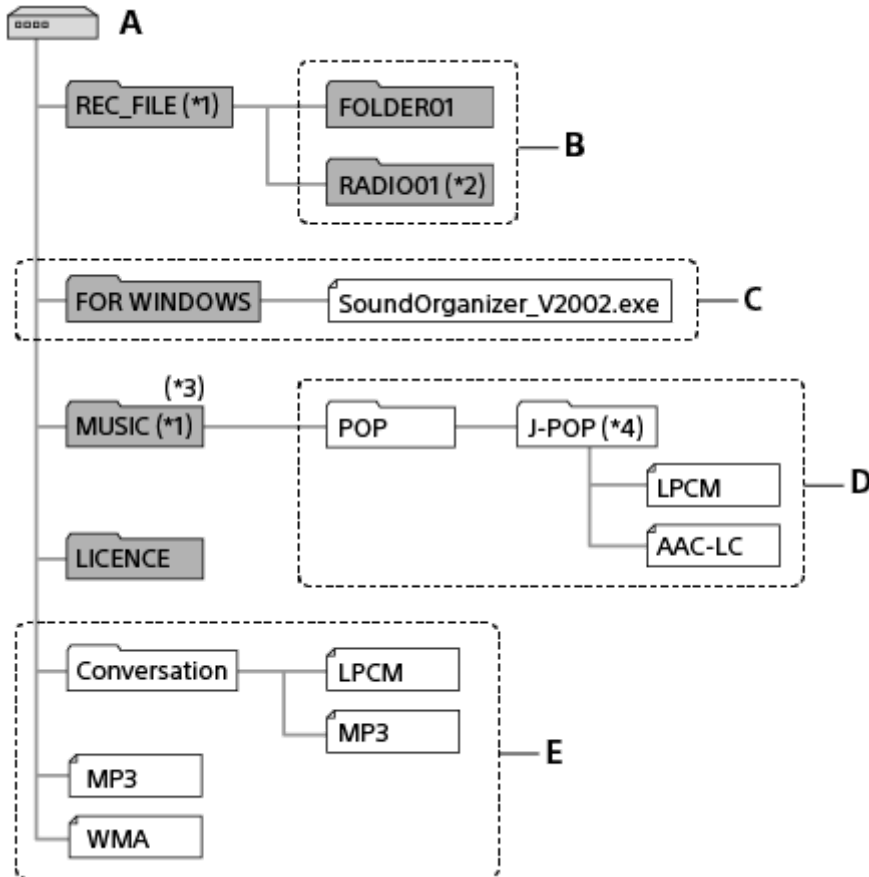 A
REC_FILE (*1)
FOLDER01
RADIO01 (*2)
B
FOR WINDOWS
SoundOrganizer_V2002.exe
C
(*3)
MUSIC (*1)
POP
J-POP (*4)
LPCM
AAC-LC
D
LICENCE
Conversation
LPCM
MP3
E
MP3
WMA